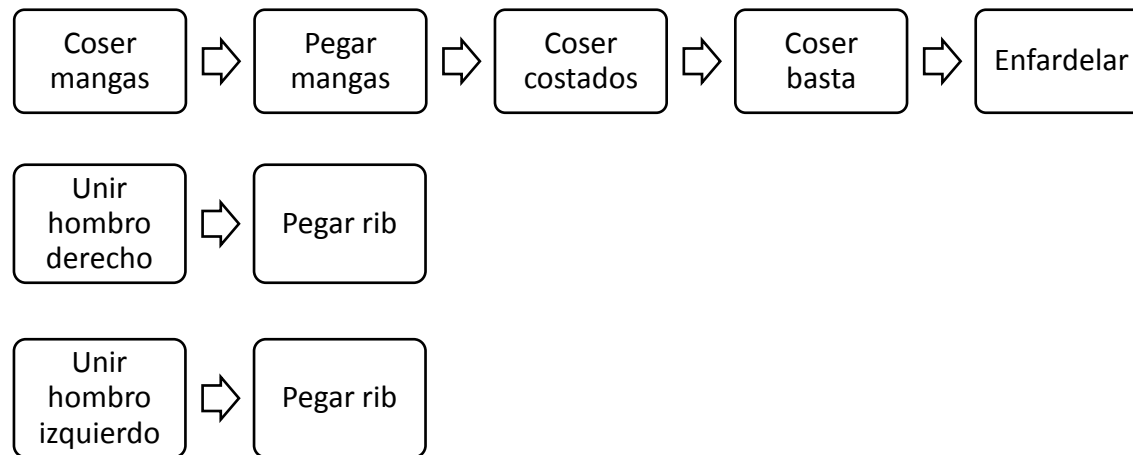 Coser
mangas
Pegar
mangas
Coser
costados
Coser
basta
Enfardelar
Unir
hombro
derecho
Pegar rib
Unir
hombro
izquierdo
Pegar rib